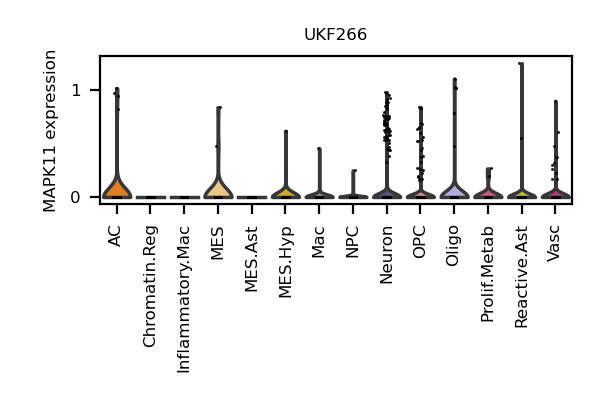 UKF266
MAPK11 expression
1
0
AC
Chromatin.Reg
Inflammatory.Mac
MES
MES.Ast
MES.Hyp
Mac
NPC
Neuron
OPC
Oligo
Prolif.Metab
Reactive.Ast
Vasc